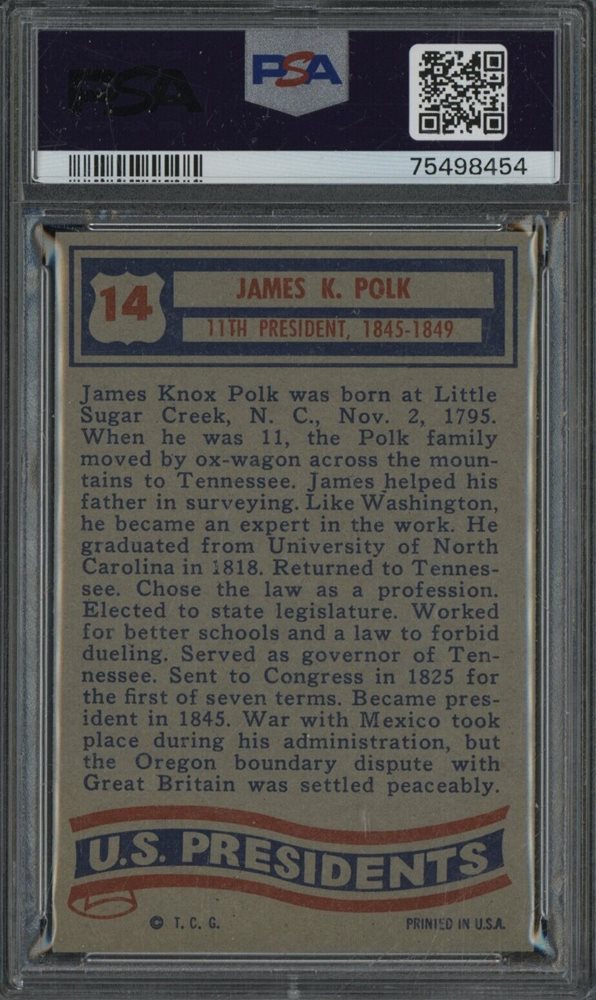 PSA
PSA
75498454
14
JAMES K. POLK
11TH PRESIDENT, 1845-1849
James Knox Polk was born at Little
Sugar Creek, N. C., Nov. 2, 1795.
When he was 11, the Polk family
moved by ox-wagon across the moun-
tains to Tennessee. James helped his
father in surveying. Like Washington,
he became an expert in the work. He
graduated from University of North
Carolina in 1818. Returned to Tennes-
see. Chose the law as a profession.
Elected to state legislature. Worked
for better schools and a law to forbid
dueling. Served as governor of Ten-
nessee. Sent to Congress in 1825 for
the first of seven terms. Became pres-
ident in 1845. War with Mexico took
place during his administration, but
the Oregon boundary dispute with
Great Britain was settled peaceably.
U.S. PRESIDENTS
© T. C. G.
PRINTED IN U.S.A.